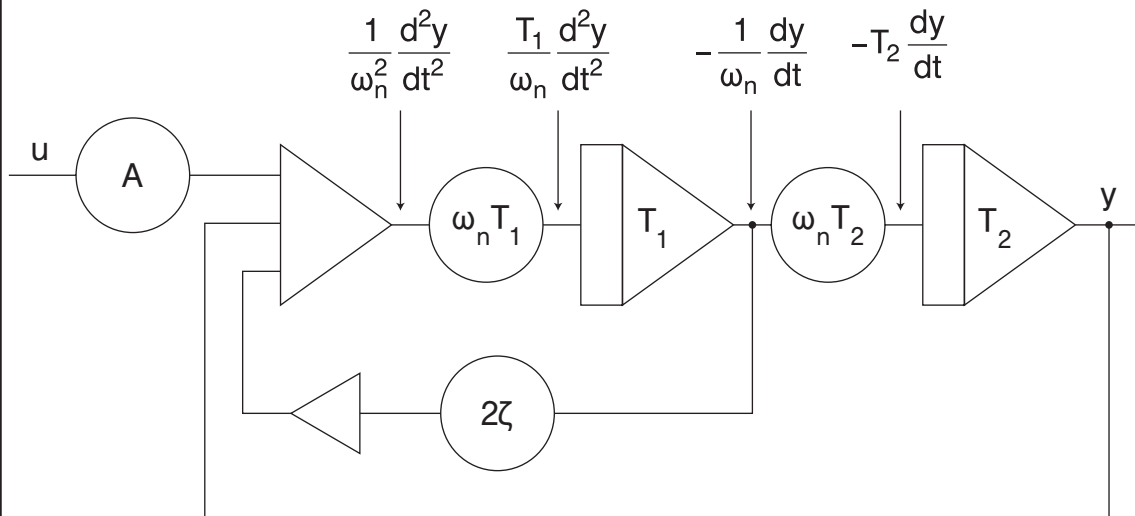 1/ωₙ² d²y/dt²
T₁/ωₙ d²y/dt²
- 1/ωₙ dy/dt
-T₂ dy/dt
u
A
ωₙT₁
T₁
ωₙT₂
T₂
y
2ζ